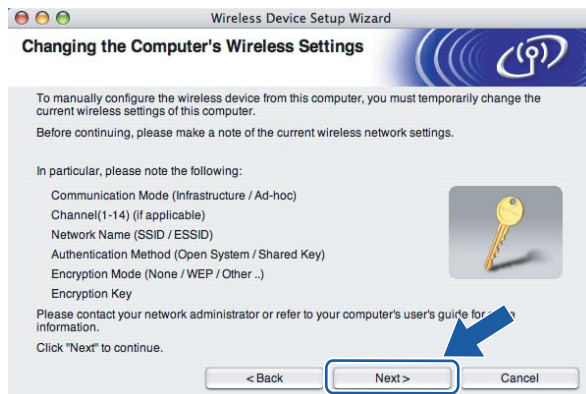 Wireless Device Setup Wizard
Changing the Computer's Wireless Settings
To manually configure the wireless device from this computer, you must temporarily change the
current wireless settings of this computer.
Before continuing, please make a note of the current wireless network settings.
In particular, please note the following:
Communication Mode (Infrastructure / Ad-hoc)
Channel(1-14) (if applicable)
Network Name (SSID / ESSID)
Authentication Method (Open System / Shared Key)
Encryption Mode (None / WEP / Other ..)
Encryption Key
Please contact your network administrator or refer to your computer's user's guide for
information.
Click "Next" to continue.
< Back Next > Cancel